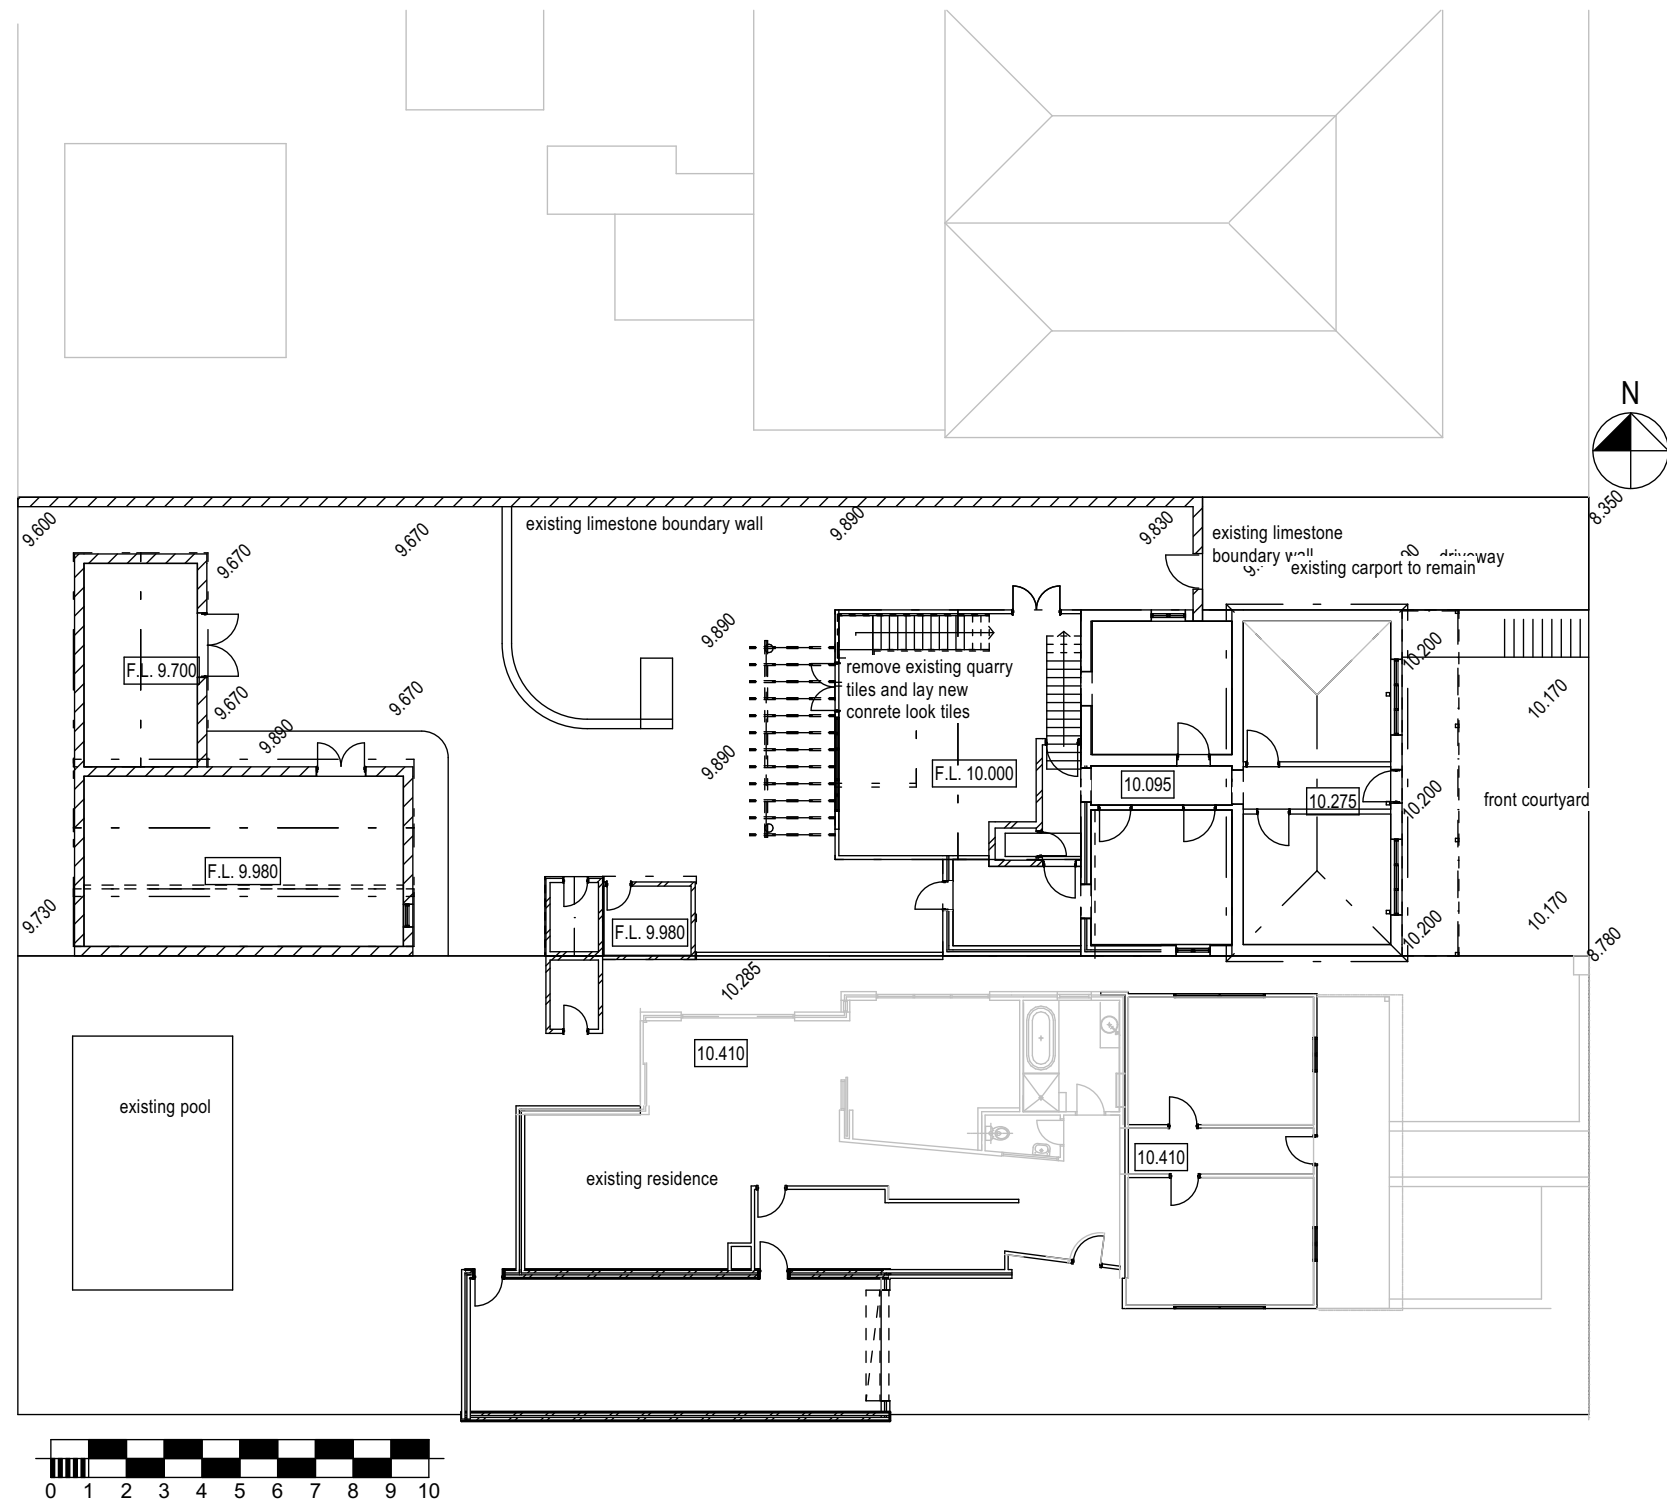 N
8.350
9.600
9.670
9.670
existing limestone boundary wall
9.890
9.830
existing limestone
boundary wall
driveway
existing carport to remain
9.890
F.L. 9.700
remove existing quarry
tiles and lay new
conrete look tiles
10.200
10.170
9.670
9.670
9.890
9.890
F.L. 10.000
10.095
10.275
10.200
front courtyard
F.L. 9.980
9.730
F.L. 9.980
10.200
10.170
8.780
10.285
10.410
existing pool
10.410
existing residence
0 1 2 3 4 5 6 7 8 9 10